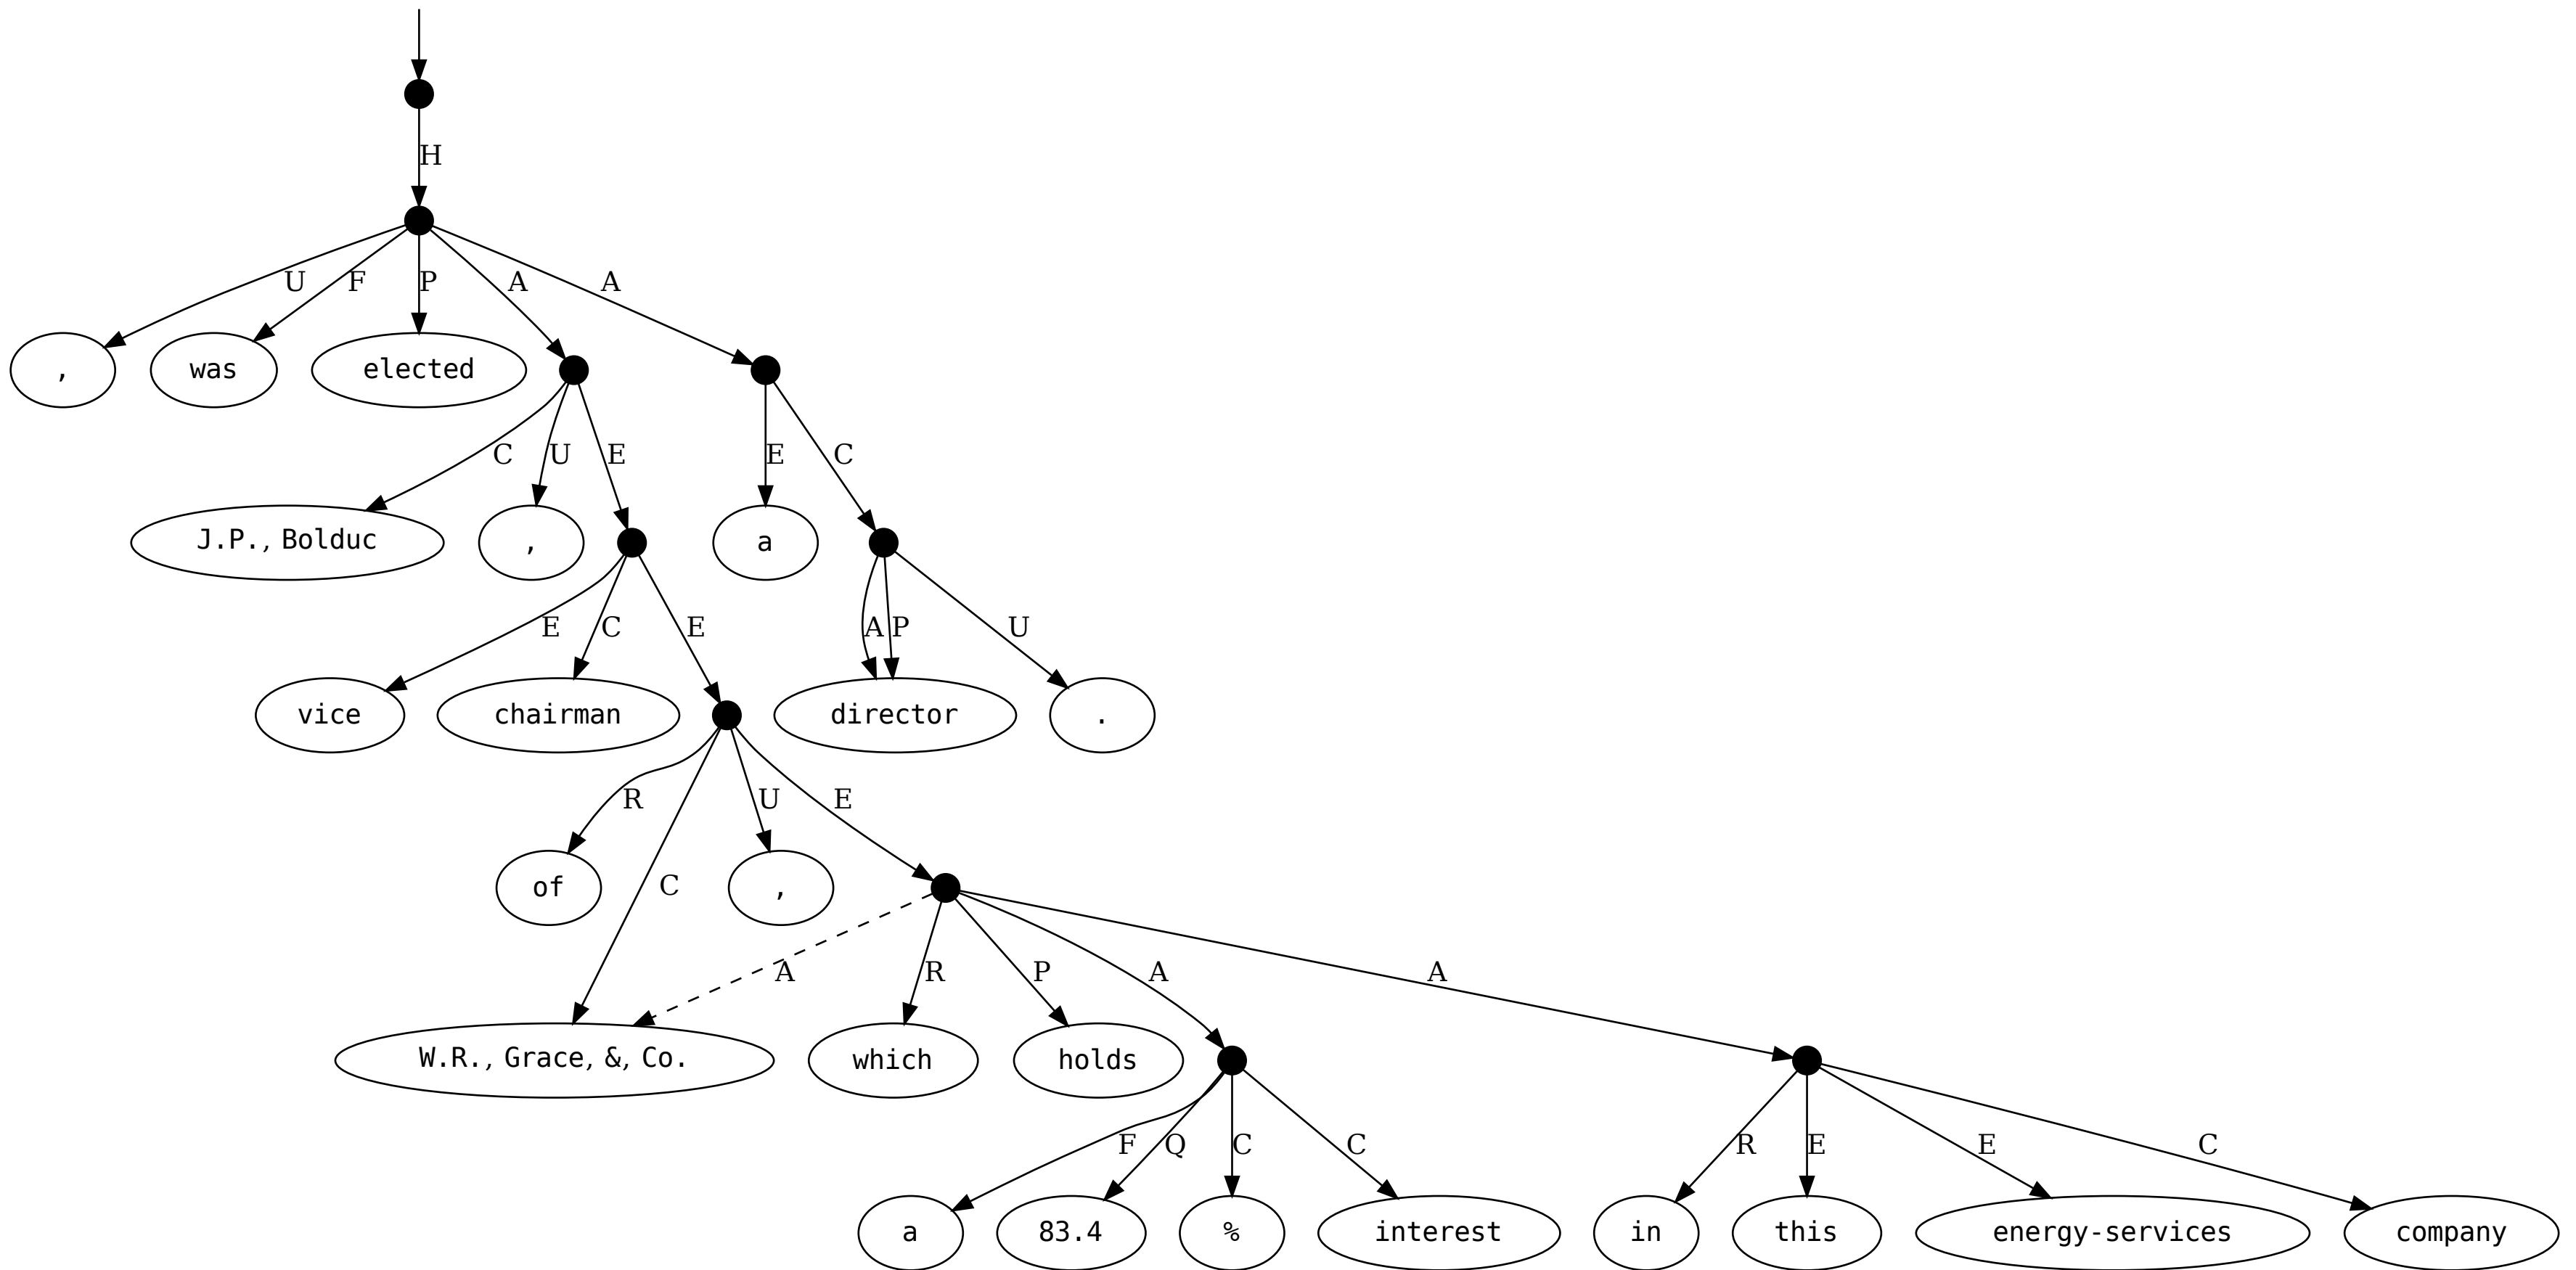 H
U F P A A
, was elected
C U E E C
J.P., Bolduc , a
E C E A P U
vice chairman director .
R C U E
of ,
A R P A A
W.R., Grace, &, Co. which holds
F Q C C R E E C
a 83.4 % interest in this energy-services company